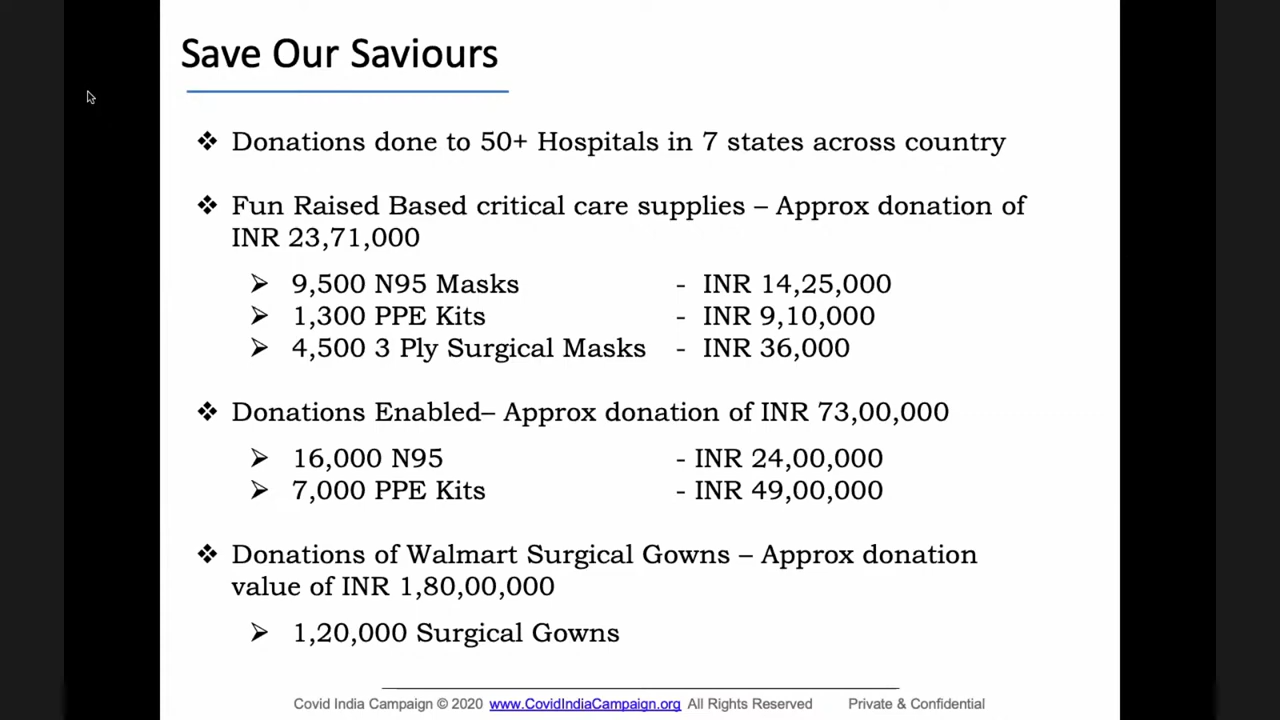 Save Our Saviours
❖ Donations done to 50+ Hospitals in 7 states across country
❖ Fun Raised Based critical care supplies – Approx donation of
INR 23,71,000
➢ 9,500 N95 Masks - INR 14,25,000
➢ 1,300 PPE Kits - INR 9,10,000
➢ 4,500 3 Ply Surgical Masks - INR 36,000
❖ Donations Enabled– Approx donation of INR 73,00,000
➢ 16,000 N95 - INR 24,00,000
➢ 7,000 PPE Kits - INR 49,00,000
❖ Donations of Walmart Surgical Gowns – Approx donation
value of INR 1,80,00,000
➢ 1,20,000 Surgical Gowns
Covid India Campaign © 2020 www.CovidIndiaCampaign.org All Rights Reserved Private & Confidential